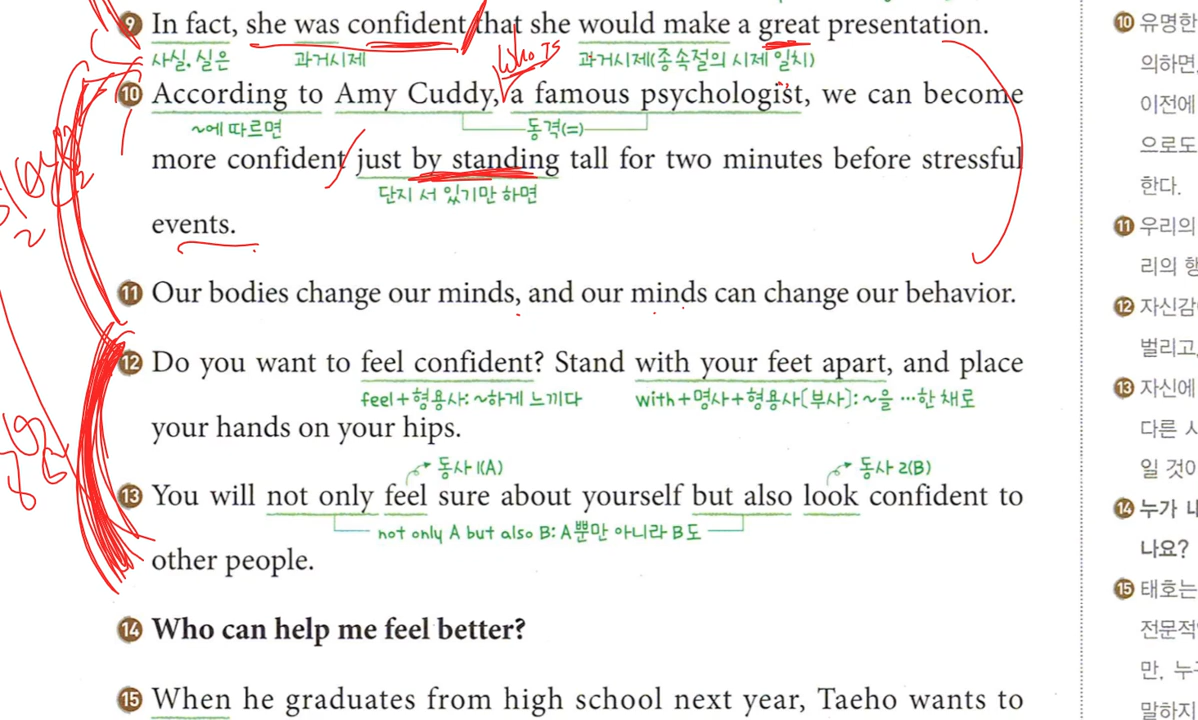 ⑨ In fact, she was confident that she would make a great presentation.
사실, 실은 과거시제 과거시제(종속절의 시제 일치)
who is
⑩ According to Amy Cuddy, a famous psychologist, we can become
~에 따르면 동격(=)
more confident just by standing tall for two minutes before stressful
단지 서 있기만 하면
events.
⑪ Our bodies change our minds, and our minds can change our behavior.
⑫ Do you want to feel confident? Stand with your feet apart, and place
feel+형용사: ~하게 느끼다 with+명사+형용사[부사]: ~을 …한 채로
your hands on your hips.
동사 1(A) 동사 2(B)
⑬ You will not only feel sure about yourself but also look confident to
not only A but also B: A뿐만 아니라 B도
other people.
⑭ Who can help me feel better?
⑮ When he graduates from high school next year, Taeho wants to
⑩ 유명한
의하면,
이전에
으로도
한다.
⑪ 우리의
리의 행
⑫ 자신감
벌리고,
⑬ 자신에
다른 사
일 것이
⑭ 누가 내
나요?
⑮ 태호는
전문적
만, 누구
말하지